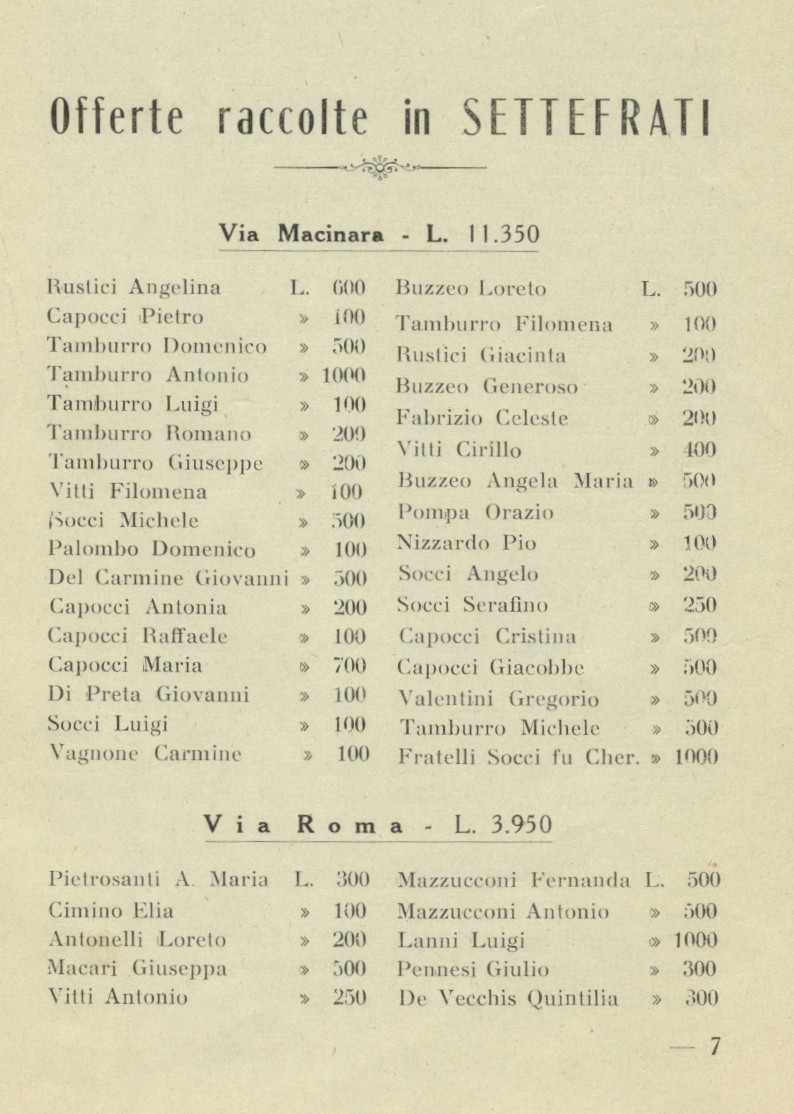 Offerte raccolte in SETTEFRATI
Via Macinara - L. 11.350
Rustici Angelina L. 600
Capocci Pietro » 100
Tamburro Domenico » 500
Tamburro Antonio » 1000
Tamburro Luigi » 100
Tamburro Romano » 200
Tamburro Giuseppe » 200
Vitti Filomena » 100
Socci Michele » 500
Palombo Domenico » 100
Del Carmine Giovanni » 500
Capocci Antonia » 200
Capocci Raffaele » 100
Capocci Maria » 700
Di Preta Giovanni » 100
Socci Luigi » 100
Vagnone Carmine » 100
Buzzeo Loreto L. 500
Tamburro Filomena » 100
Rustici Giacinta » 200
Buzzeo Generoso » 200
Fabrizio Celeste » 200
Vitti Cirillo » 400
Buzzeo Angela Maria » 500
Pompa Orazio » 500
Nizzardo Pio » 100
Socci Angelo » 200
Socci Serafino » 250
Capocci Cristina » 500
Capocci Giacobbe » 500
Valentini Gregorio » 500
Tamburro Michele » 500
Fratelli Socci fu Cher. » 1000
Via Roma - L. 3.950
Pietrosanti A. Maria L. 300
Cimino Elia » 100
Antonelli Loreto » 200
Macari Giuseppa » 500
Vitti Antonio » 250
Mazzucconi Fernanda L. 500
Mazzucconi Antonio » 500
Lanni Luigi » 1000
Pennesi Giulio » 300
De Vecchis Quintilia » 300
— 7